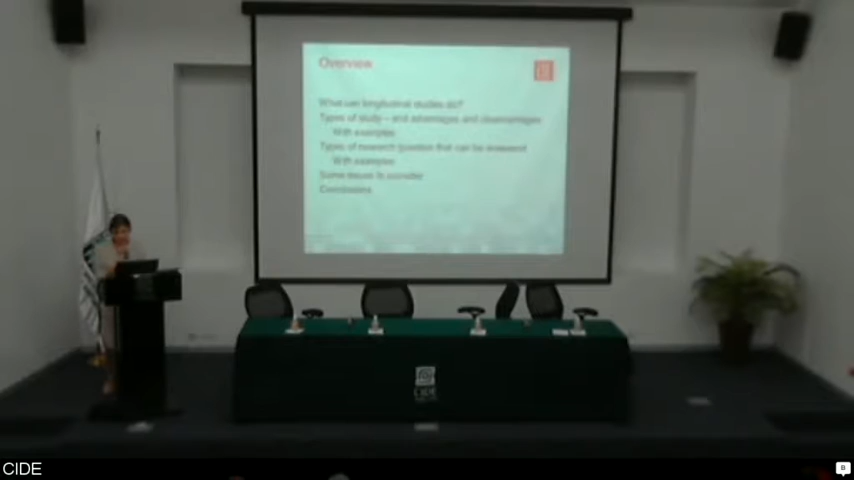 Overview
What can longitudinal studies do?
Types of study – and advantages and disadvantages
With examples
Types of research question that can be answered
With examples
Some issues to consider
Conclusions
CIDE
CIDE